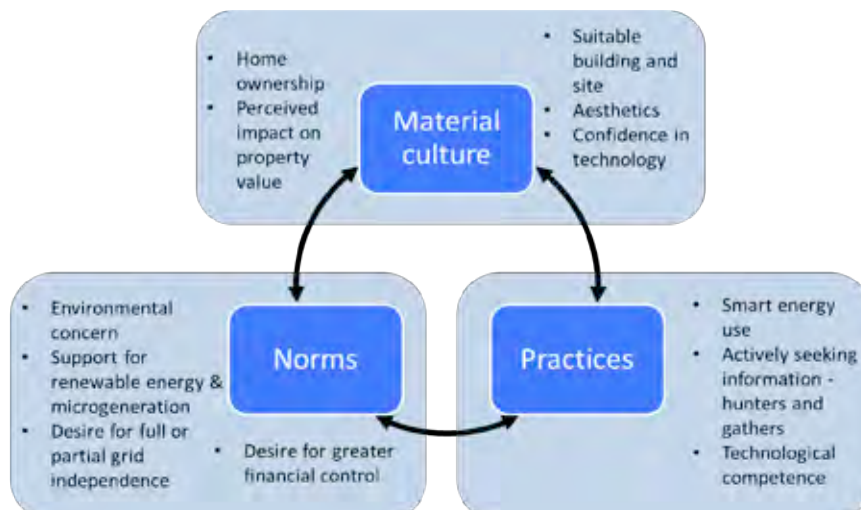 • Home
ownership
• Perceived
impact on
property
value
Material
culture
• Suitable
building and
site
• Aesthetics
• Confidence in
technology
• Environmental
concern
• Support for
renewable energy &
microgeneration
• Desire for full or
partial grid
independence
Norms
• Desire for greater
financial control
Practices
• Smart energy
use
• Actively seeking
information -
hunters and
gathers
• Technological
competence